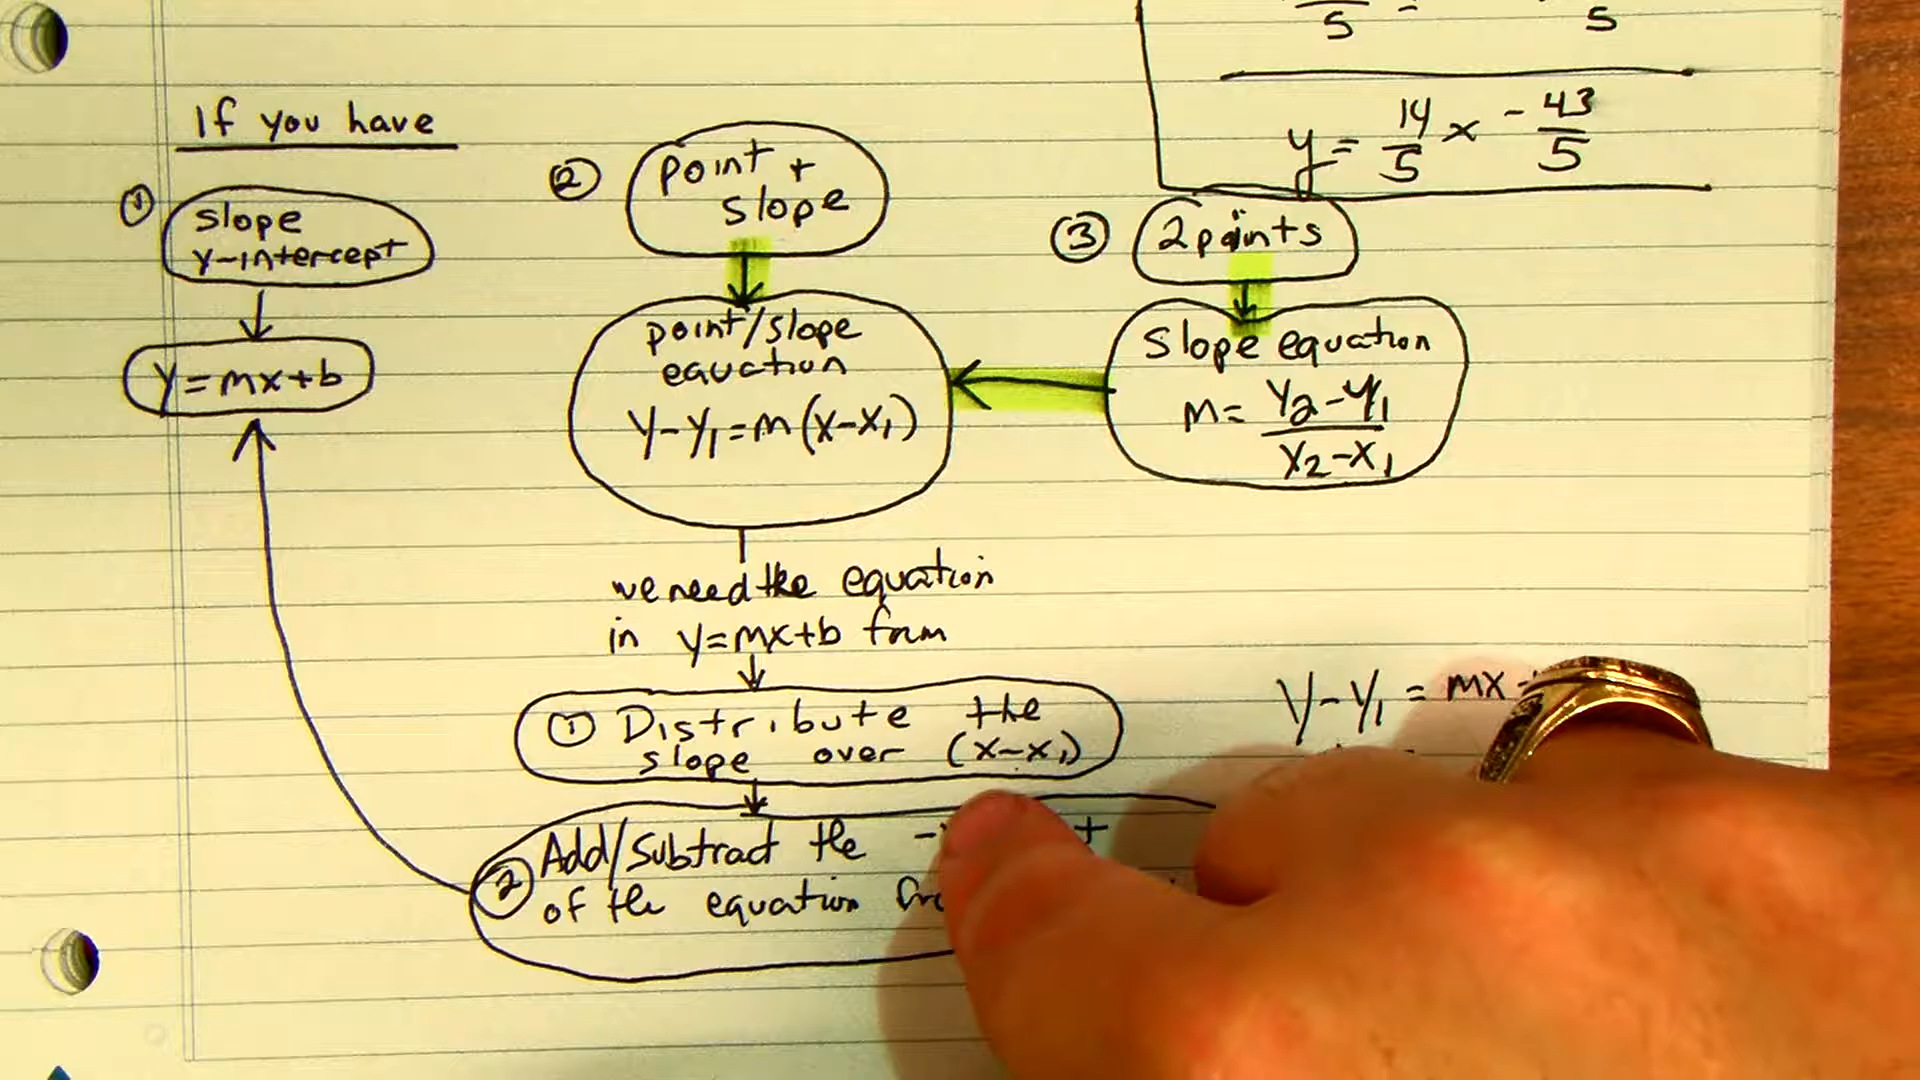 5 = 5
y = 14/5 x - 43/5
If you have
① slope
y-intercept
y=mx+b
② point +
slope
point/slope
equation
y-y₁=m(x-x₁)
③ 2 points
Slope equation
M= y₂-y₁
x₂-x₁
we need the equation
in y=mx+b form
① Distribute the
slope over (x-x₁)
y-y₁ = mx
② Add/Subtract the
of the equation